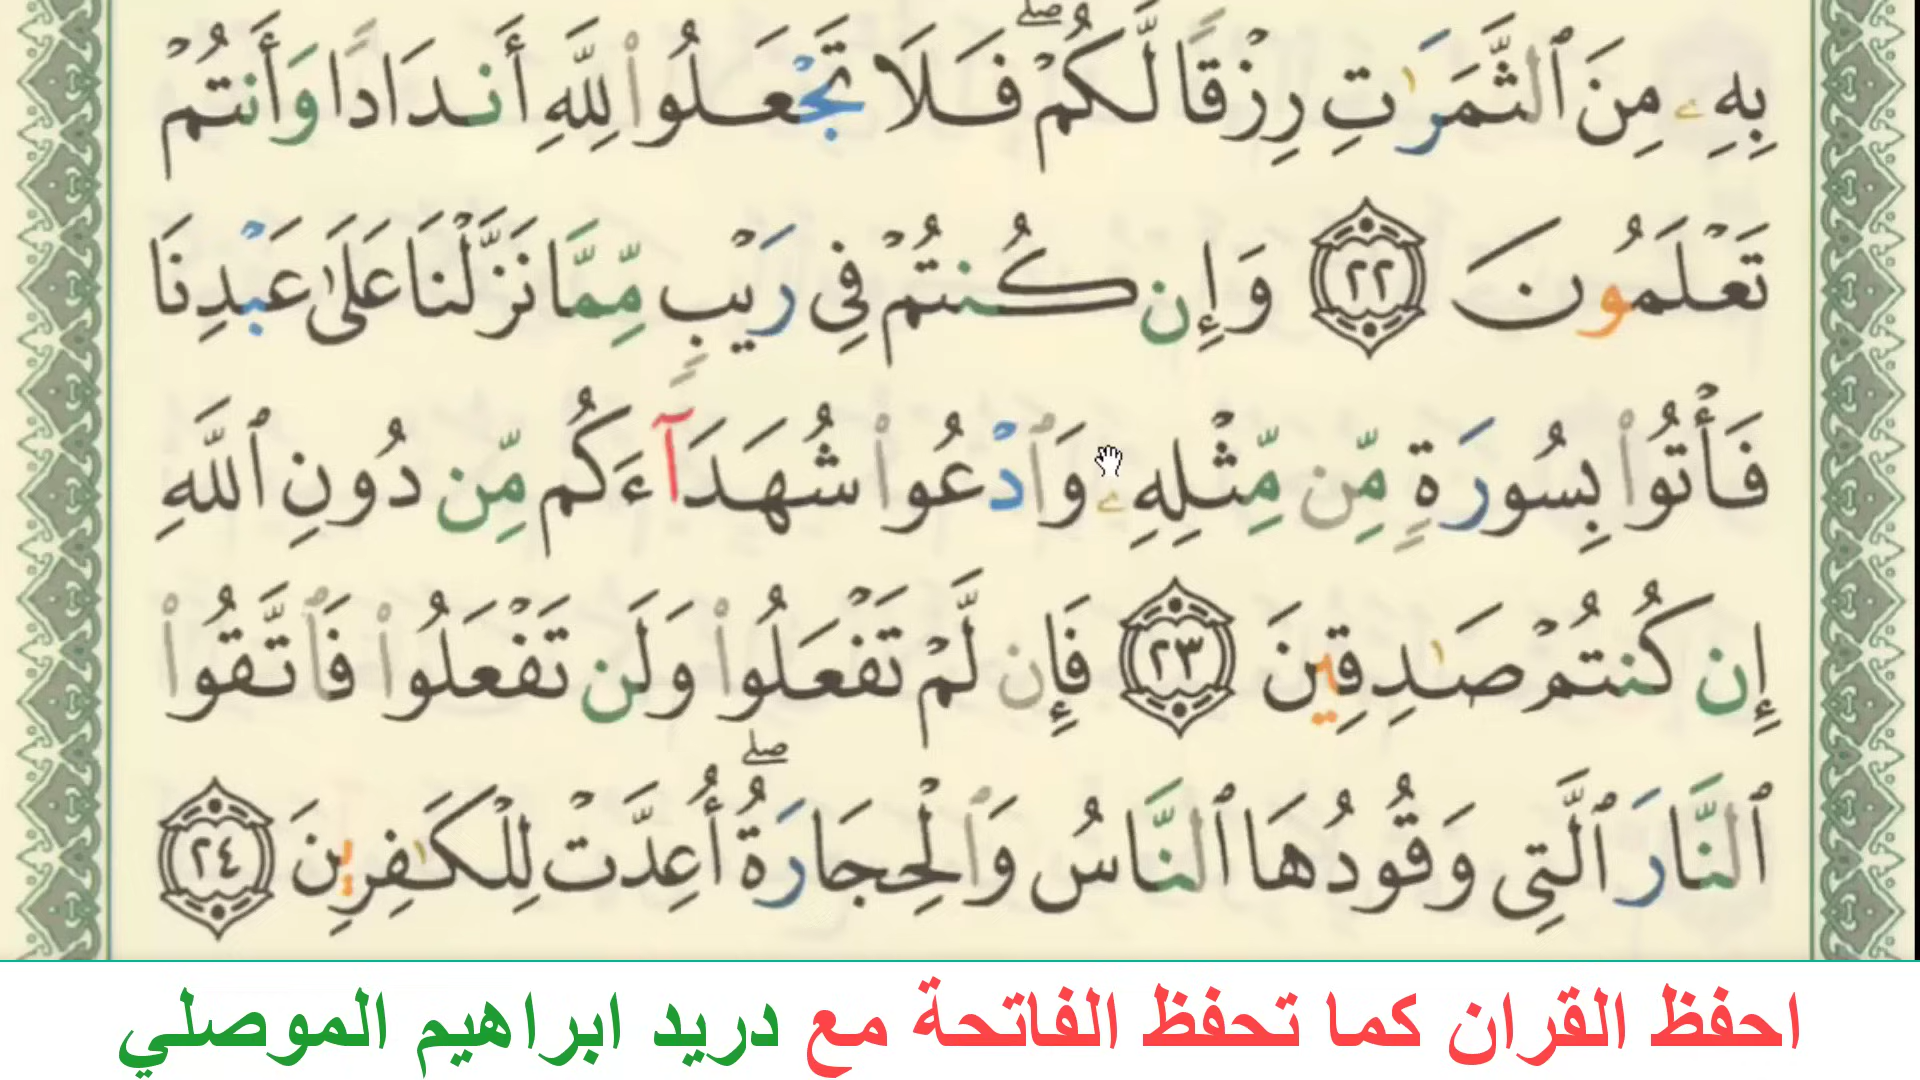 بِهِۦ مِنَ ٱلثَّمَرَٰتِ رِزْقًا لَّكُمْ ۖ فَلَا تَجْعَلُوا۟ لِلَّهِ أَندَادًا وَأَنتُمْ
تَعْلَمُونَ ٢٢ وَإِن كُنتُمْ فِى رَيْبٍ مِّمَّا نَزَّلْنَا عَلَىٰ عَبْدِنَا
فَأْتُوا۟ بِسُورَةٍ مِّن مِّثْلِهِۦ وَٱدْعُوا۟ شُهَدَآءَكُم مِّن دُونِ ٱللَّهِ
إِن كُنتُمْ صَـٰدِقِينَ ٢٣ فَإِن لَّمْ تَفْعَلُوا۟ وَلَن تَفْعَلُوا۟ فَٱتَّقُوا۟
ٱلنَّارَ ٱلَّتِى وَقُودُهَا ٱلنَّاسُ وَٱلْحِجَارَةُ ۖ أُعِدَّتْ لِلْكَـٰفِرِينَ ٢٤
احفظ القران كما تحفظ الفاتحة مع دريد ابراهيم الموصلي